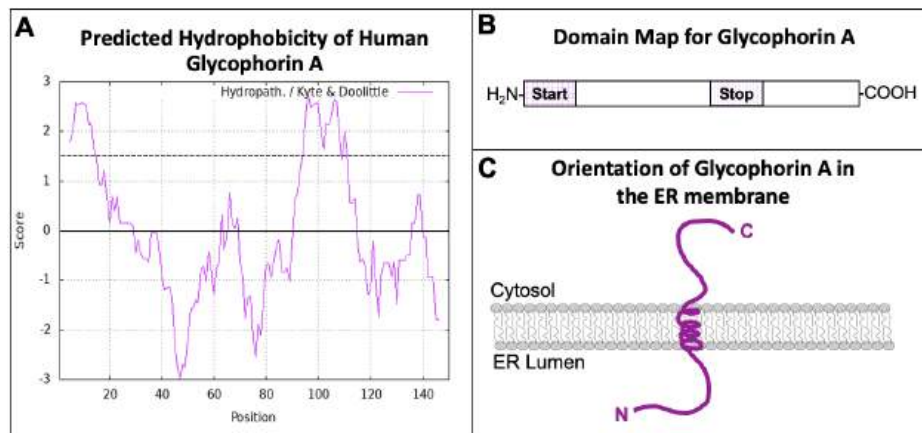 A
Predicted Hydrophobicity of Human
Glycophorin A
Hydropath. / Kyte & Doolittle
3
2
1
0
-1
-2
-3
Score
20
40
60
80
100
120
140
Position
B
Domain Map for Glycophorin A
H₂N- Start Stop -COOH
C
Orientation of Glycophorin A in
the ER membrane
C
Cytosol
ER Lumen
N